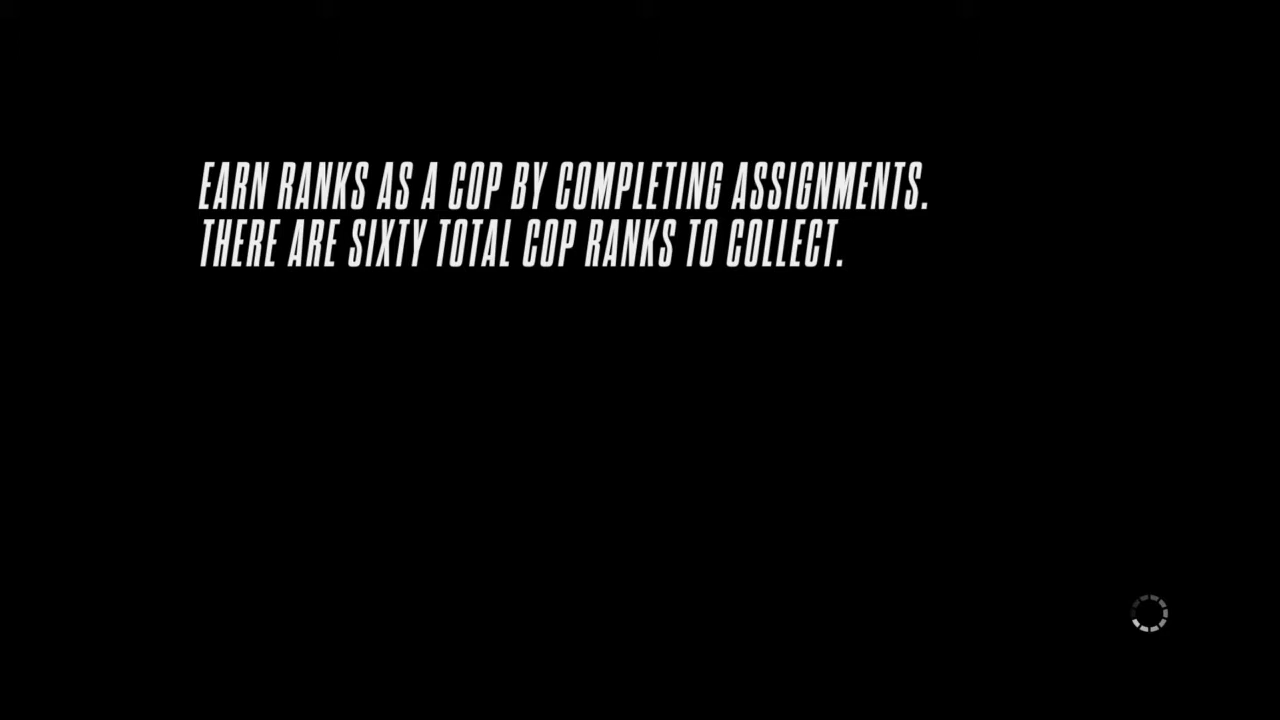 EARN RANKS AS A COP BY COMPLETING ASSIGNMENTS.
THERE ARE SIXTY TOTAL COP RANKS TO COLLECT.